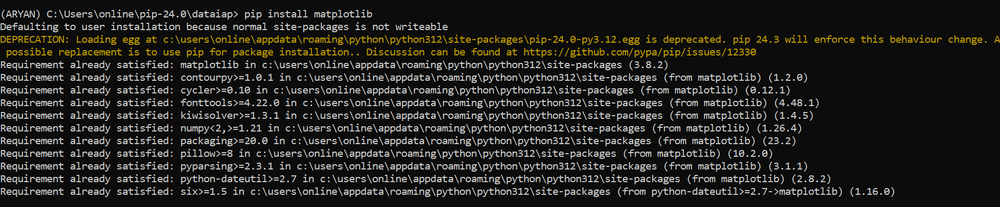 (ARYAN) C:\Users\online\pip-24.0\dataiap> pip install matplotlib
Defaulting to user installation because normal site-packages is not writeable
DEPRECATION: Loading egg at c:\users\online\appdata\roaming\python\python312\site-packages\pip-24.0-py3.12.egg is deprecated. pip 24.3 will enforce this behaviour change. A
possible replacement is to use pip for package installation.. Discussion can be found at https://github.com/pypa/pip/issues/12330
Requirement already satisfied: matplotlib in c:\users\online\appdata\roaming\python\python312\site-packages (3.8.2)
Requirement already satisfied: contourpy>=1.0.1 in c:\users\online\appdata\roaming\python\python312\site-packages (from matplotlib) (1.2.0)
Requirement already satisfied: cycler>=0.10 in c:\users\online\appdata\roaming\python\python312\site-packages (from matplotlib) (0.12.1)
Requirement already satisfied: fonttools>=4.22.0 in c:\users\online\appdata\roaming\python\python312\site-packages (from matplotlib) (4.48.1)
Requirement already satisfied: kiwisolver>=1.3.1 in c:\users\online\appdata\roaming\python\python312\site-packages (from matplotlib) (1.4.5)
Requirement already satisfied: numpy<2,>=1.21 in c:\users\online\appdata\roaming\python\python312\site-packages (from matplotlib) (1.26.4)
Requirement already satisfied: packaging>=20.0 in c:\users\online\appdata\roaming\python\python312\site-packages (from matplotlib) (23.2)
Requirement already satisfied: pillow>=8 in c:\users\online\appdata\roaming\python\python312\site-packages (from matplotlib) (10.2.0)
Requirement already satisfied: pyparsing>=2.3.1 in c:\users\online\appdata\roaming\python\python312\site-packages (from matplotlib) (3.1.1)
Requirement already satisfied: python-dateutil>=2.7 in c:\users\online\appdata\roaming\python\python312\site-packages (from matplotlib) (2.8.2)
Requirement already satisfied: six>=1.5 in c:\users\online\appdata\roaming\python\python312\site-packages (from python-dateutil>=2.7->matplotlib) (1.16.0)